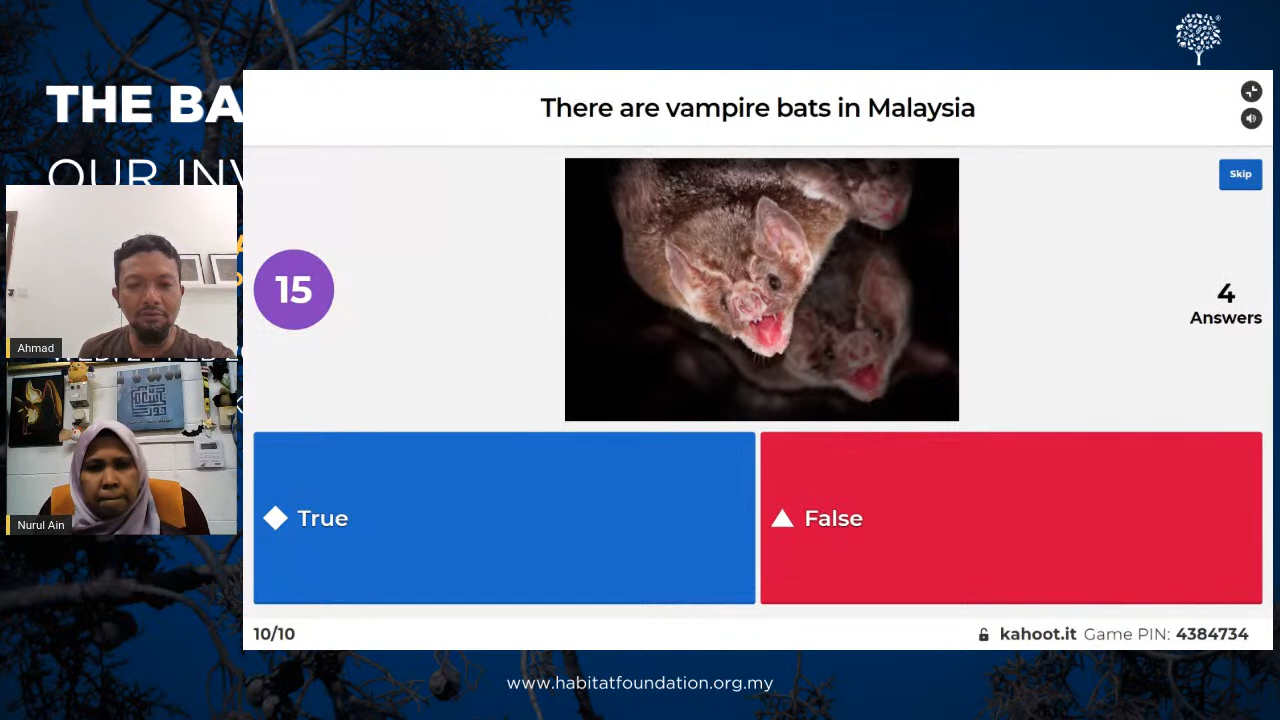 THE BA
OUR INV
There are vampire bats in Malaysia
Skip
15
4
Answers
Ahmad
Nurul Ain
True
False
10/10
kahoot.it Game PIN: 4384734
www.habitatfoundation.org.my